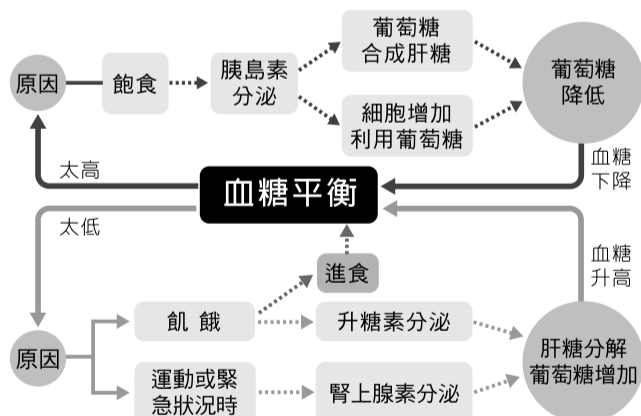 原因
飽食
胰島素
分泌
葡萄糖
合成肝糖
細胞增加
利用葡萄糖
葡萄糖
降低
太高
血糖
下降
血糖平衡
太低
血糖
升高
進食
原因
飢餓
升糖素分泌
運動或緊
急狀況時
腎上腺素分泌
肝糖分解
葡萄糖增加